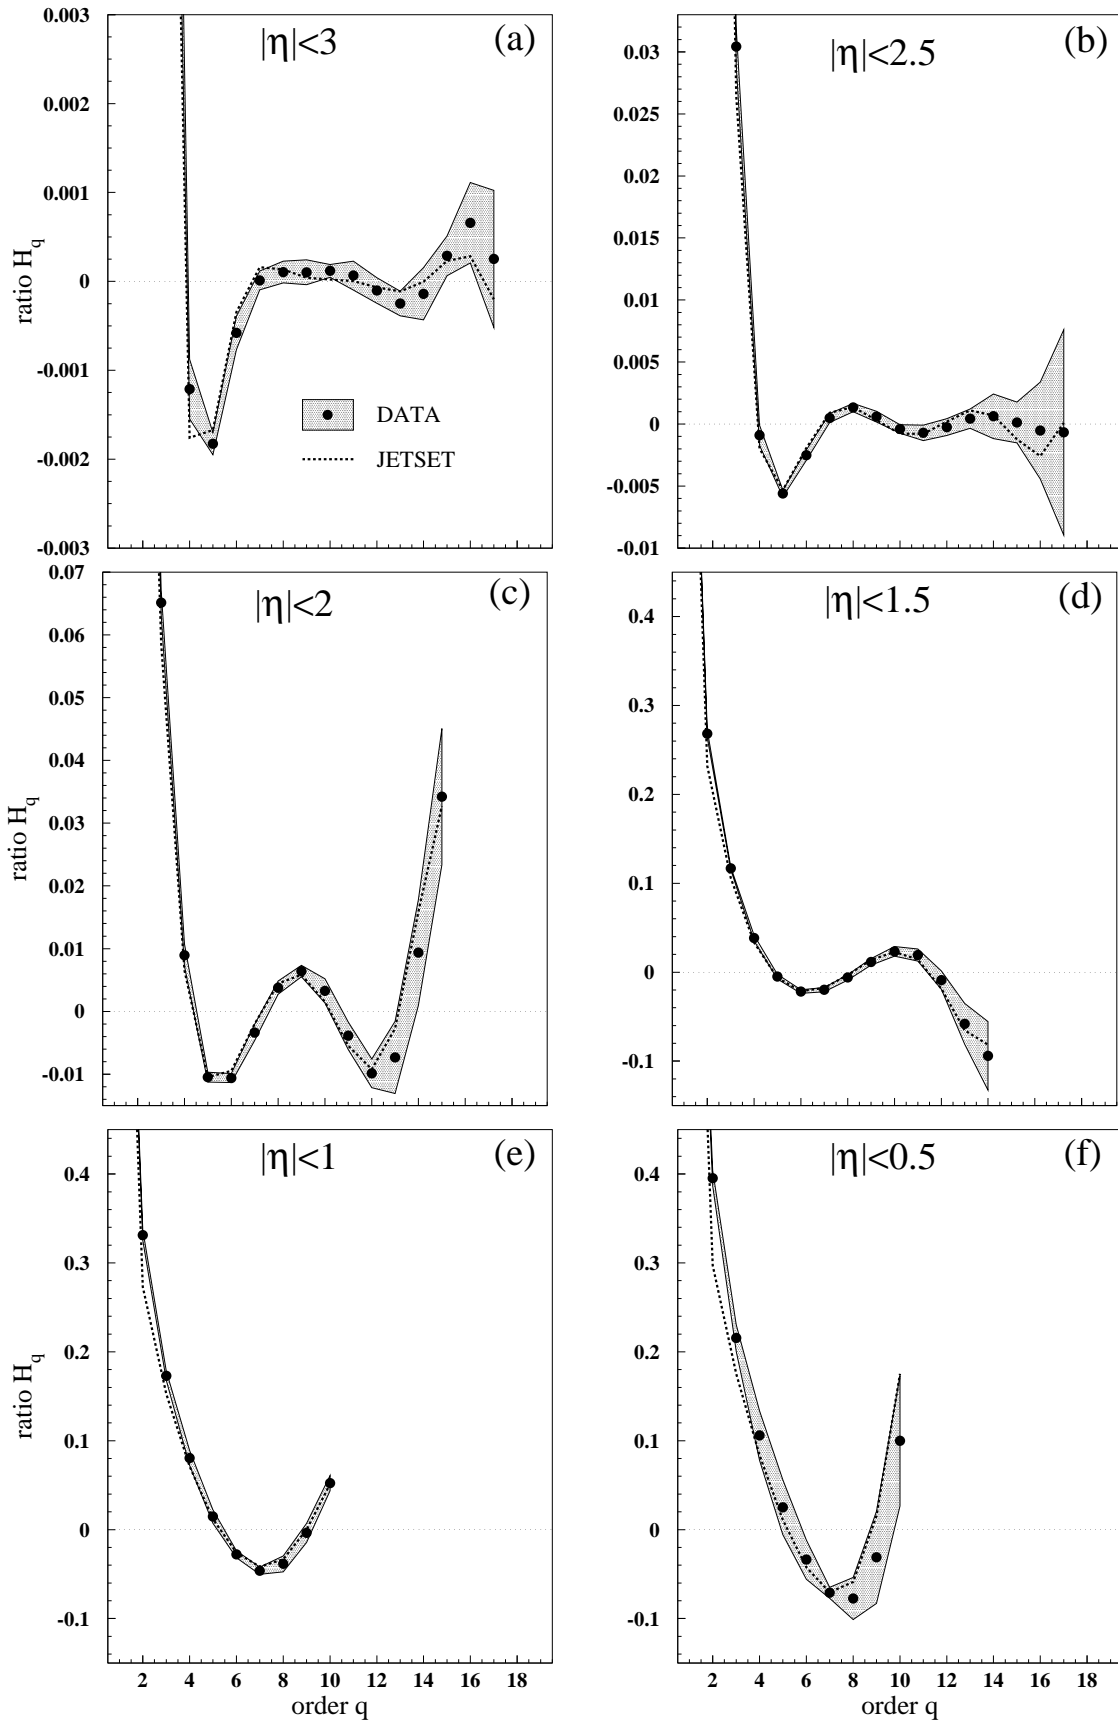 (a)
|η|<3
0.003
0.002
0.001
0
-0.001
-0.002
-0.003
ratio H_q
DATA
JETSET
(b)
|η|<2.5
0.03
0.025
0.02
0.015
0.01
0.005
0
-0.005
-0.01
(c)
|η|<2
0.07
0.06
0.05
0.04
0.03
0.02
0.01
0
-0.01
ratio H_q
(d)
|η|<1.5
0.4
0.3
0.2
0.1
0
-0.1
(e)
|η|<1
0.4
0.3
0.2
0.1
0
-0.1
ratio H_q
2 4 6 8 10 12 14 16 18
order q
(f)
|η|<0.5
0.4
0.3
0.2
0.1
0
-0.1
2 4 6 8 10 12 14 16 18
order q